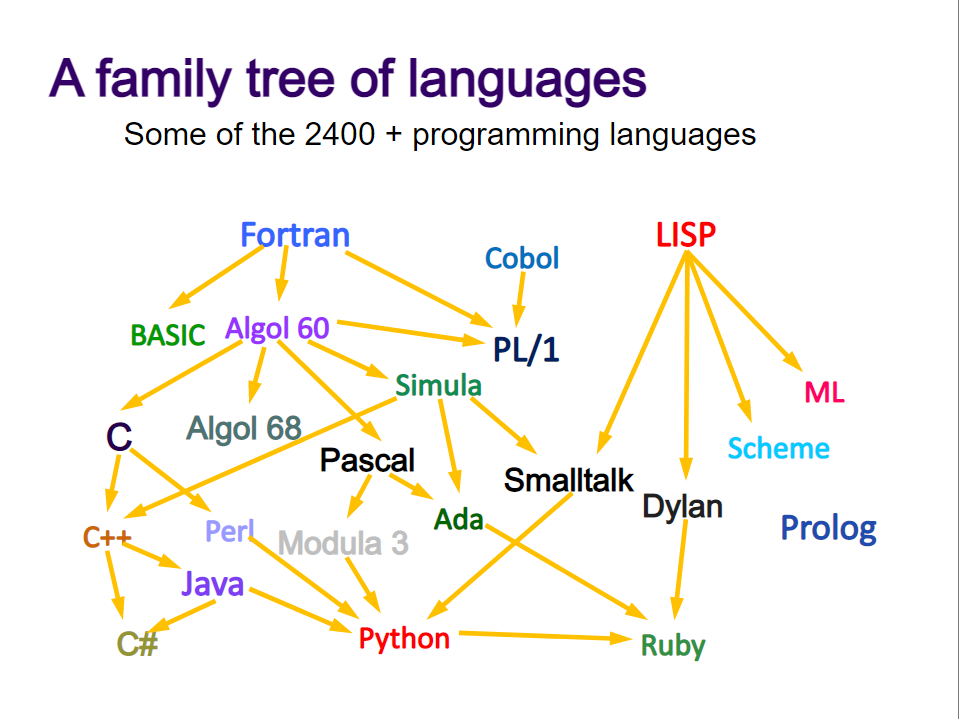 A family tree of languages
Some of the 2400 + programming languages
Fortran
LISP
Cobol
BASIC
Algol 60
PL/1
Simula
ML
C
Algol 68
Pascal
Scheme
Smalltalk
Dylan
C++
Perl
Modula 3
Ada
Prolog
Java
C#
Python
Ruby